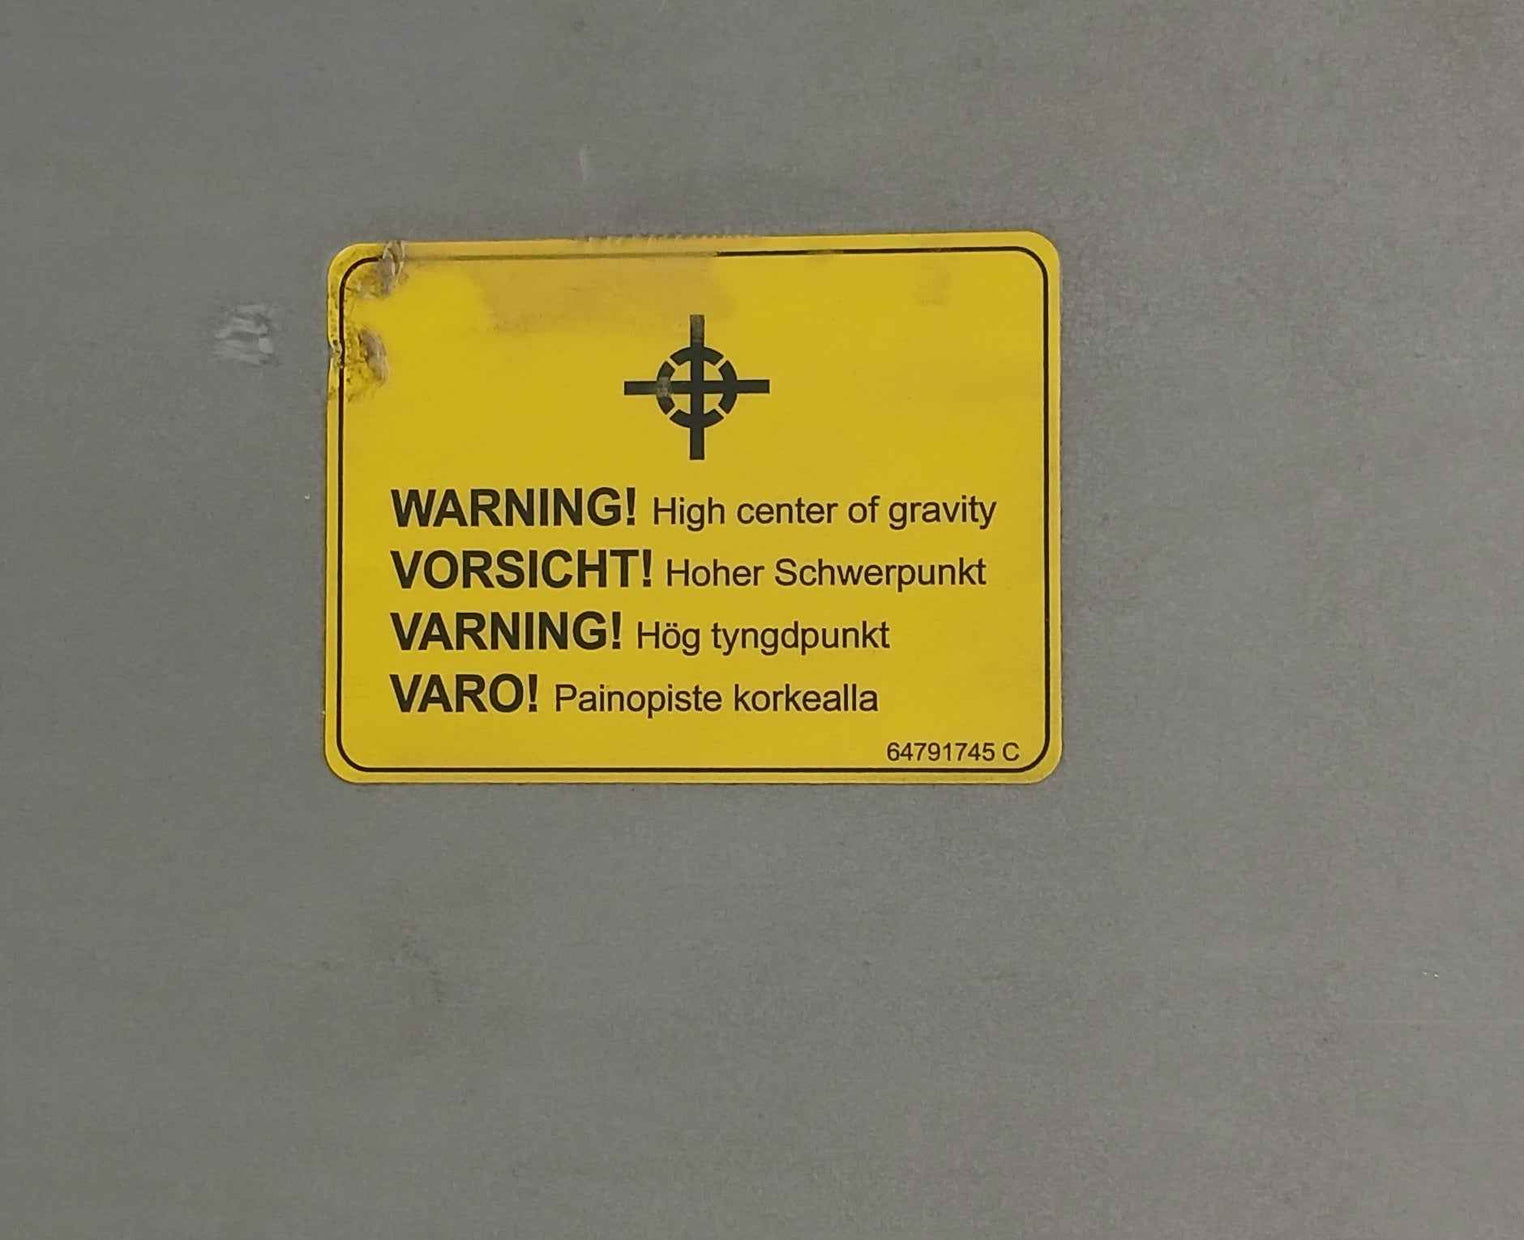 WARNING! High center of gravity
VORSICHT! Hoher Schwerpunkt
VARNING! Hög tyngdpunkt
VARO! Painopiste korkealla
64791745 C